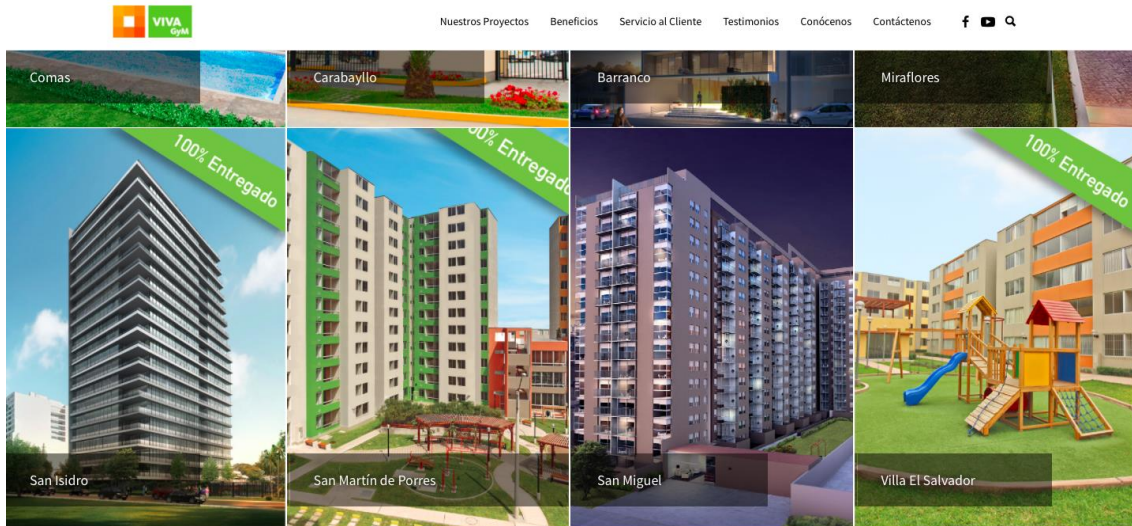 VIVA
GyM
Nuestros Proyectos Beneficios Servicio al Cliente Testimonios Conócenos Contáctenos
Comas
Carabayllo
Barranco
Miraflores
100% Entregado
00% Entregado
100% Entregado
San Isidro
San Martín de Porres
San Miguel
Villa El Salvador